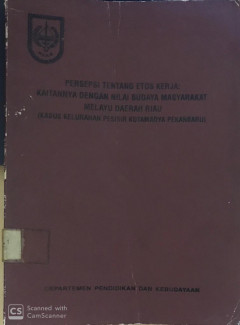 PERSEPSI TENTANG ETOS KERJA
KAITANNYA DENGAN NILAI BUDAYA MASYARAKAT
MELAYU DAERAH RIAU
(KASUS KELURAHAN PESISIR KOTAMADYA PEKANBARU)
DEPARTEMEN PENDIDIKAN DAN KEBUDAYAAN
CS
Scanned with
CamScanner